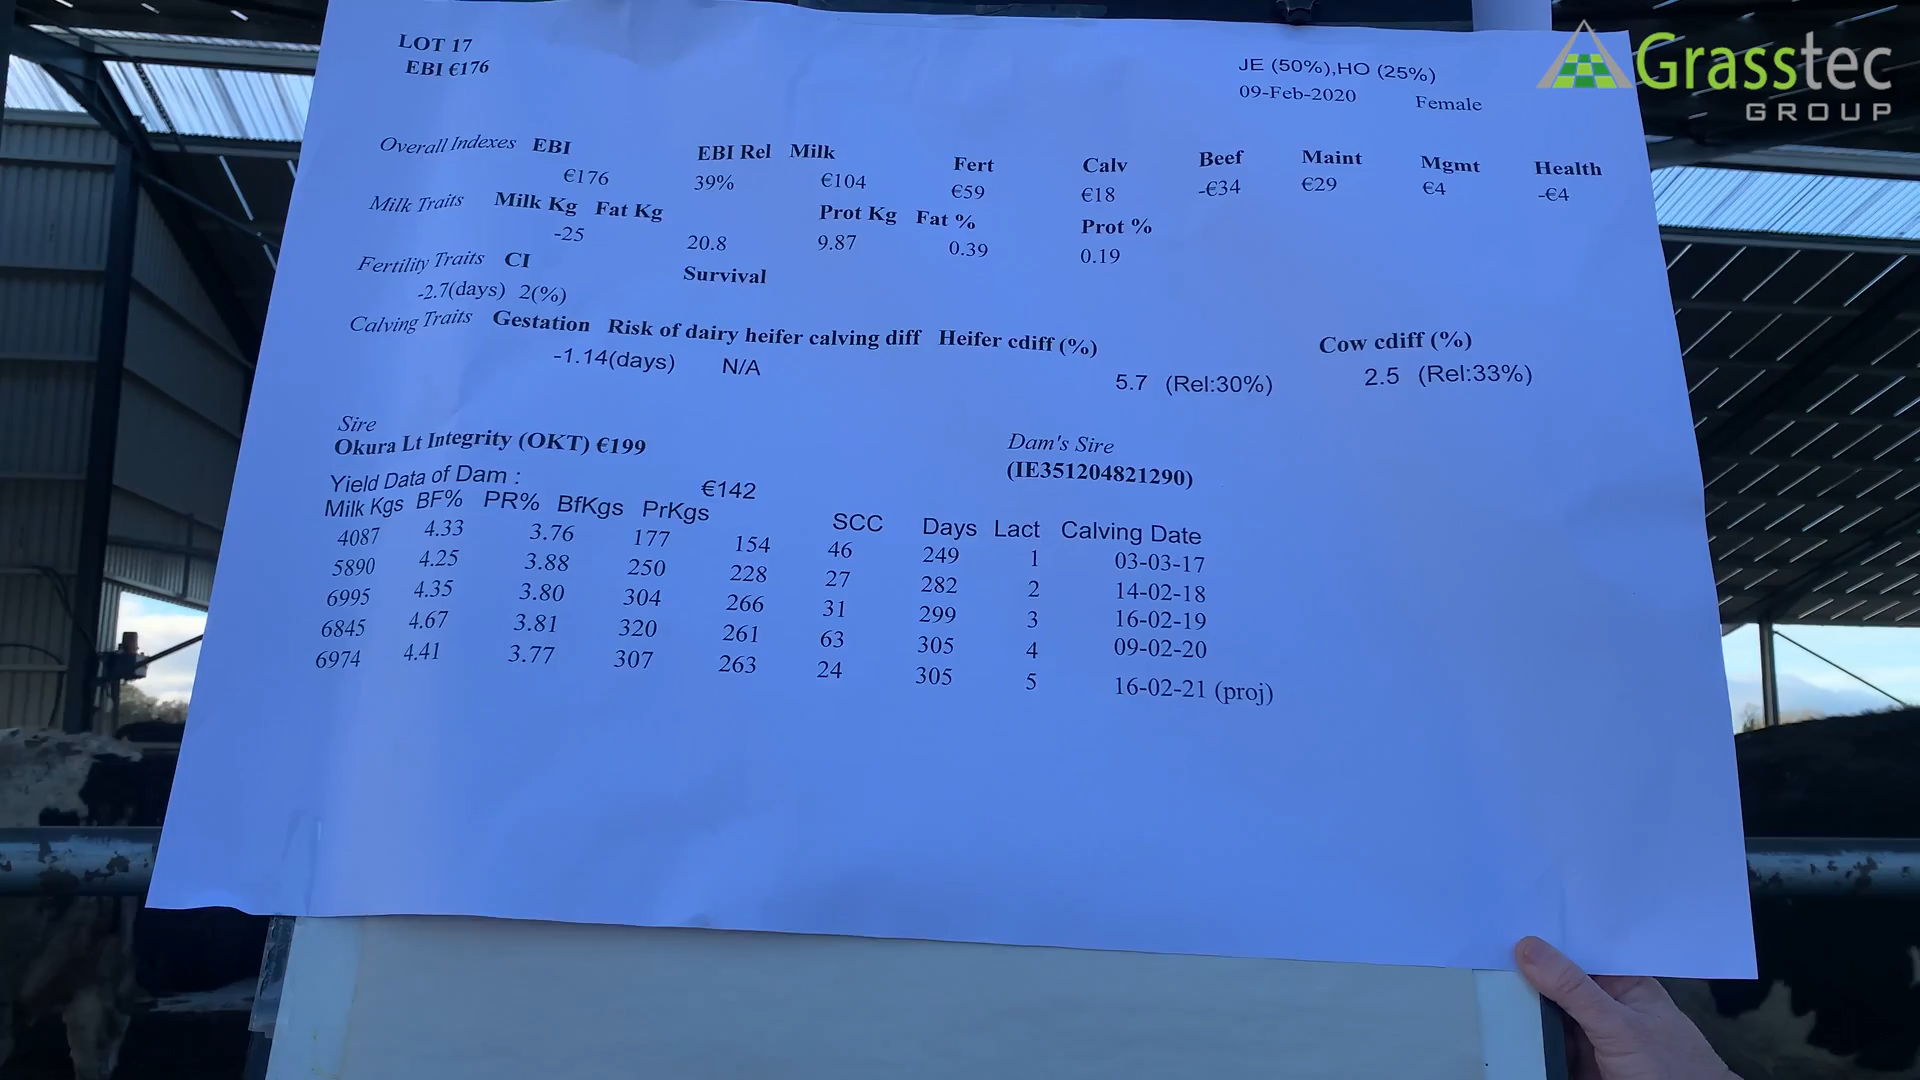 LOT 17
EBI €176
JE (50%),HO (25%)
09-Feb-2020 Female
Grasstec
GROUP
Overall Indexes EBI EBI Rel Milk Fert Calv Beef Maint Mgmt Health
€176 39% €104 €59 €18 -€34 €29 €4 -€4
Milk Traits Milk Kg Fat Kg Prot Kg Fat % Prot %
-25 20.8 9.87 0.39 0.19
Fertility Traits CI Survival
-2.7(days) 2(%)
Calving Traits Gestation Risk of dairy heifer calving diff Heifer cdiff (%) Cow cdiff (%)
-1.14(days) N/A 5.7 (Rel:30%) 2.5 (Rel:33%)
Sire Dam's Sire
Okura Lt Integrity (OKT) €199 (IE351204821290)
Yield Data of Dam : €142
Milk Kgs BF% PR% BfKgs PrKgs SCC Days Lact Calving Date
4087 4.33 3.76 177 154 46 249 1 03-03-17
5890 4.25 3.88 250 228 27 282 2 14-02-18
6995 4.35 3.80 304 266 31 299 3 16-02-19
6845 4.67 3.81 320 261 63 305 4 09-02-20
6974 4.41 3.77 307 263 24 305 5 16-02-21 (proj)